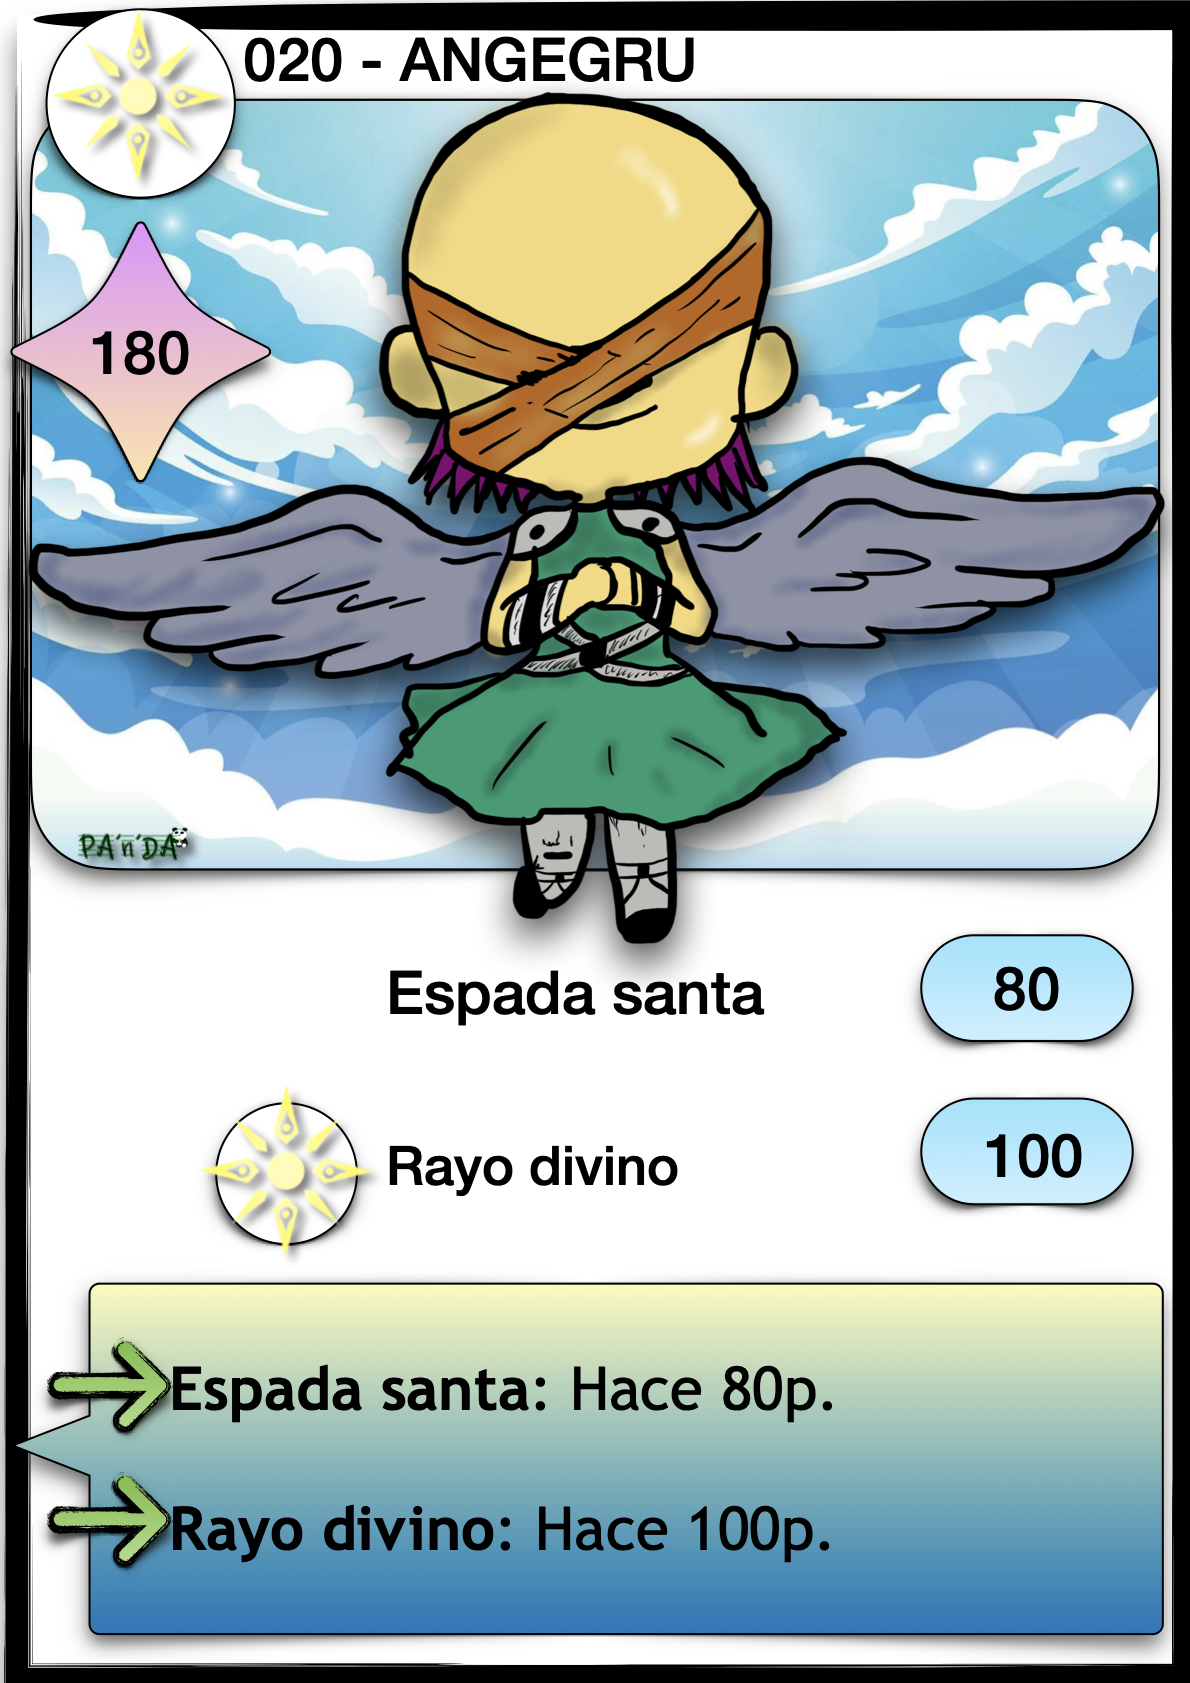 020 - ANGEGRU
180
PA'n'DA
Espada santa
80
Rayo divino
100
Espada santa: Hace 80p.
Rayo divino: Hace 100p.